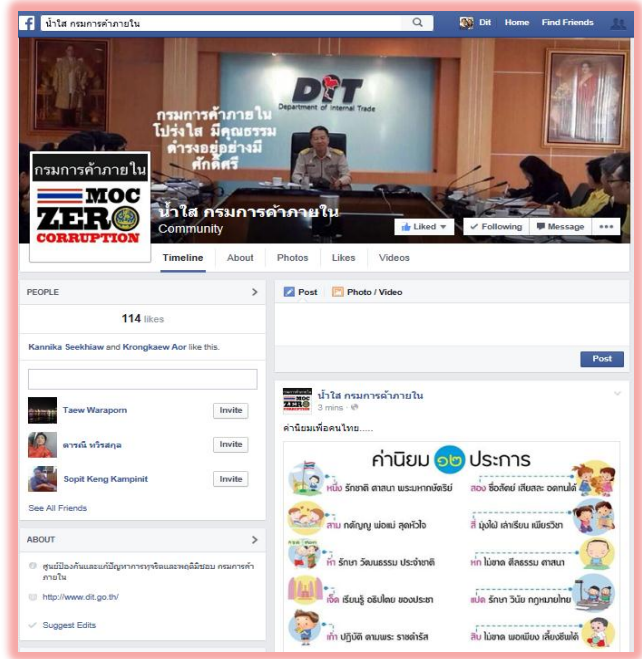 น้ำใส กรมการค้าภายใน
Dit Home Find Friends
DIT
Department of Internal Trade
กรมการค้าภายใน
โปร่งใส มีคุณธรรม
ดำรงอยู่อย่างมี
ศักดิ์ศรี
กรมการค้าภายใน
MOC
ZERO
CORRUPTION
น้ำใส กรมการค้าภายใน
Community
Liked Following Message
Timeline About Photos Likes Videos
PEOPLE
114 likes
Kannika Seekhiaw and Krongkaew Aor like this.
Taew Waraporn Invite
ดารณี ทวิรสกุล Invite
Sopit Keng Kampinit Invite
See All Friends
ABOUT
ศูนย์ป้องกันและแก้ปัญหาการทุจริตและพฤติมิชอบ กรมการค้า
ภายใน
http://www.dit.go.th/
Suggest Edits
Post Photo / Video
Post
MOC
ZERO
น้ำใส กรมการค้าภายใน
3 mins
ค่านิยมเพื่อคนไทย.....
ค่านิยม ๑๒ ประการ
หนึ่ง รักชาติ ศาสนา พระมหากษัตริย์
สอง ซื่อสัตย์ เสียสละ อดทนได้
สาม กตัญญู พ่อแม่ สุดหัวใจ
สี่ มุ่งใฝ่ เล่าเรียน เพียรวิชา
ห้า รักษา วัฒนธรรม ประจำชาติ
หก ไม่ขาด ศีลธรรม ศาสนา
เจ็ด เรียนรู้ อธิปไตย ของประชา
แปด รักษา วินัย กฎหมายไทย
เก้า ปฏิบัติ ตามพระ ราชดำรัส
สิบ ไม่ขาด พอเพียง เลี้ยงชีพได้